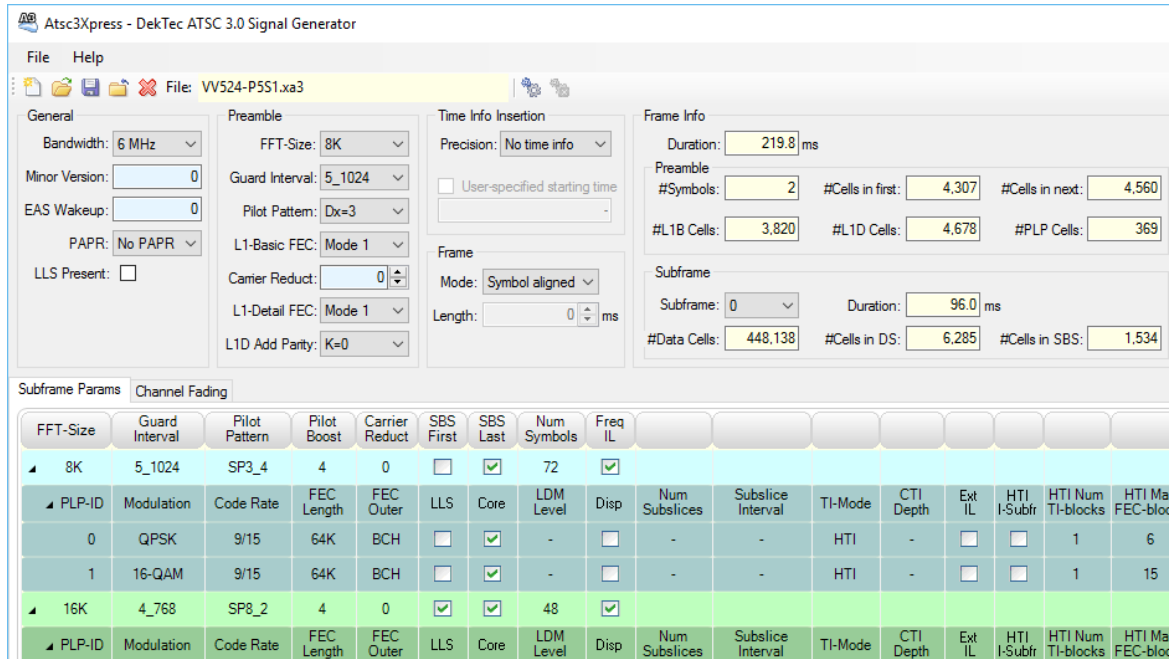 Atsc3Xpress - DekTec ATSC 3.0 Signal Generator
File Help
File: VV524-P5S1.xa3
General
Bandwidth: 6 MHz
Minor Version: 0
EAS Wakeup: 0
PAPR: No PAPR
LLS Present:
Preamble
FFT-Size: 8K
Guard Interval: 5_1024
Pilot Pattern: Dx=3
L1-Basic FEC: Mode 1
Carrier Reduct: 0
L1-Detail FEC: Mode 1
L1D Add Parity: K=0
Time Info Insertion
Precision: No time info
User-specified starting time
-
Frame
Mode: Symbol aligned
Length: 0 ms
Frame Info
Duration: 219.8 ms
Preamble
#Symbols: 2 #Cells in first: 4,307 #Cells in next: 4,560
#L1B Cells: 3,820 #L1D Cells: 4,678 #PLP Cells: 369
Subframe
Subframe: 0 Duration: 96.0 ms
#Data Cells: 448,138 #Cells in DS: 6,285 #Cells in SBS: 1,534
Subframe Params Channel Fading
FFT-Size Guard Interval Pilot Pattern Pilot Boost Carrier Reduct SBS First SBS Last Num Symbols Freq IL
8K 5_1024 SP3_4 4 0 72
PLP-ID Modulation Code Rate FEC Length FEC Outer LLS Core LDM Level Disp Num Subslices Subslice Interval TI-Mode CTI Depth Ext IL HTI I-Subfr HTI Num TI-blocks HTI Ma FEC-bloc
0 QPSK 9/15 64K BCH - - - HTI - 1 6
1 16-QAM 9/15 64K BCH - - - HTI - 1 15
16K 4_768 SP8_2 4 0 48
PLP-ID Modulation Code Rate FEC Length FEC Outer LLS Core LDM Level Disp Num Subslices Subslice Interval TI-Mode CTI Depth Ext IL HTI I-Subfr HTI Num TI-blocks HTI Ma FEC-bloc